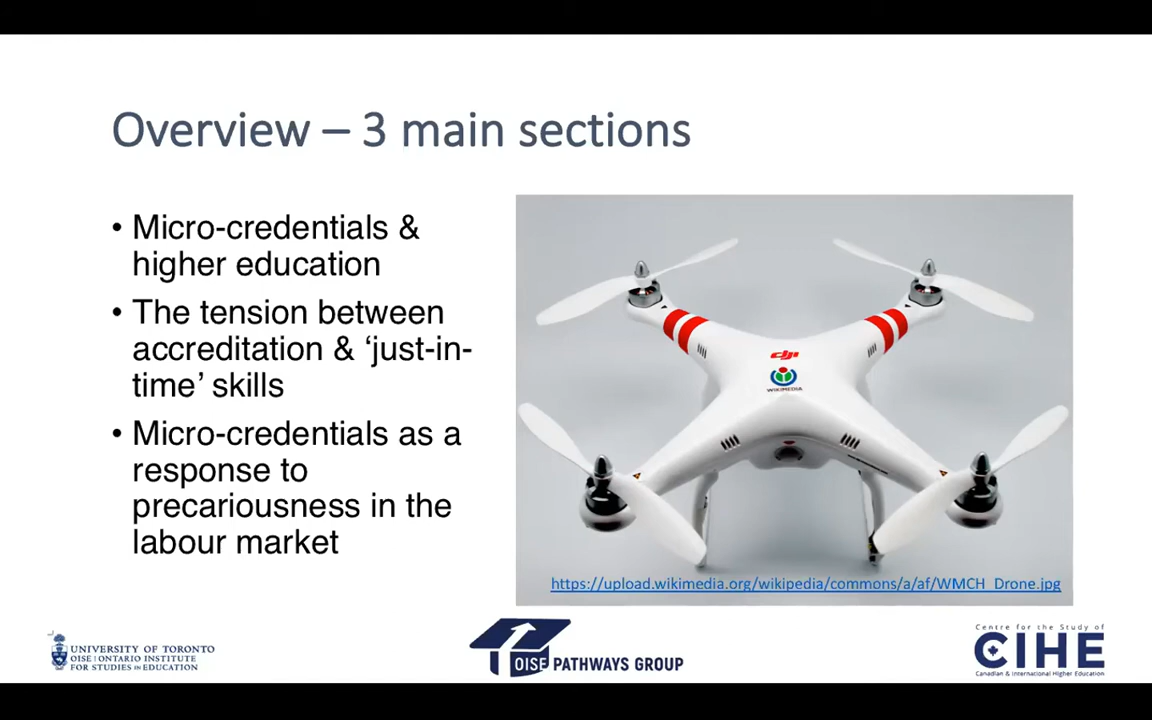 Overview – 3 main sections
• Micro-credentials &
higher education
• The tension between
accreditation & ‘just-in-
time’ skills
• Micro-credentials as a
response to
precariousness in the
labour market
dji
WIKIMEDIA
https://upload.wikimedia.org/wikipedia/commons/a/af/WMCH_Drone.jpg
UNIVERSITY OF TORONTO
OISE | ONTARIO INSTITUTE
FOR STUDIES IN EDUCATION
OISE PATHWAYS GROUP
Centre for the Study of
CIHE
Canadian & International Higher Education